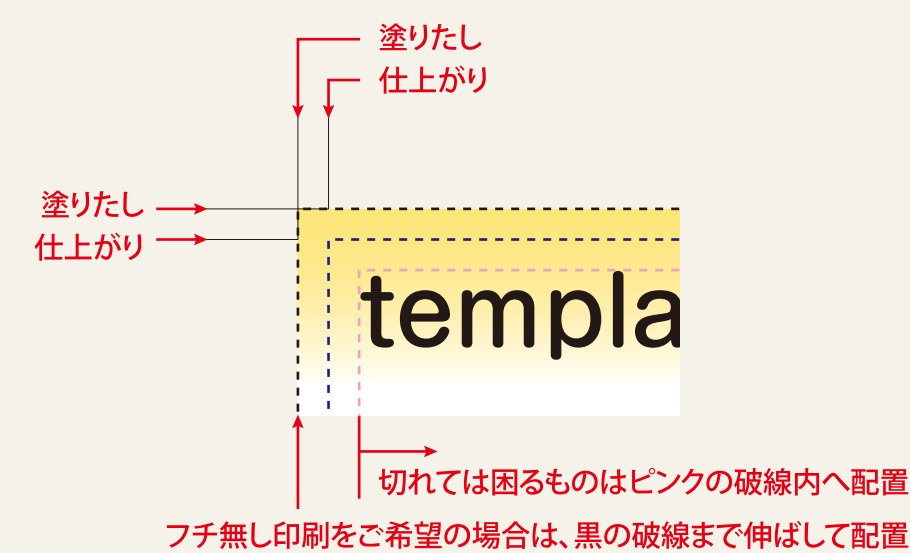 塗りたし
仕上がり
塗りたし
仕上がり
templa
切れては困るものはピンクの破線内へ配置
フチ無し印刷をご希望の場合は、黒の破線まで伸ばして配置